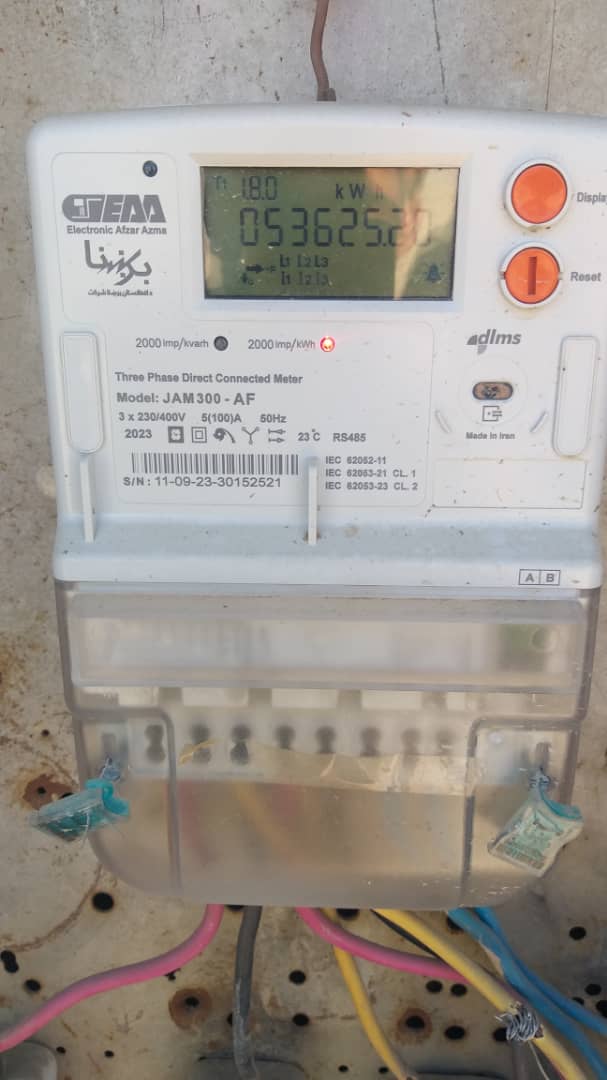 T1 1.8.0 kWh
053625.20
L1 L2 L3
L1 L2 L3
GEAA
Electronic Afzar Azma
برضنا
Display
Reset
2000 imp/kvarh 2000 imp/kWh
dlms
Three Phase Direct Connected Meter
Model: JAM300 - AF
3 x 230/400V 5(100)A 50Hz
2023 23°C RS485
Made in Iran
IEC 62052-11
IEC 62053-21 CL. 1
IEC 62053-23 CL. 2
S/N : 11-09-23-30152521
A B